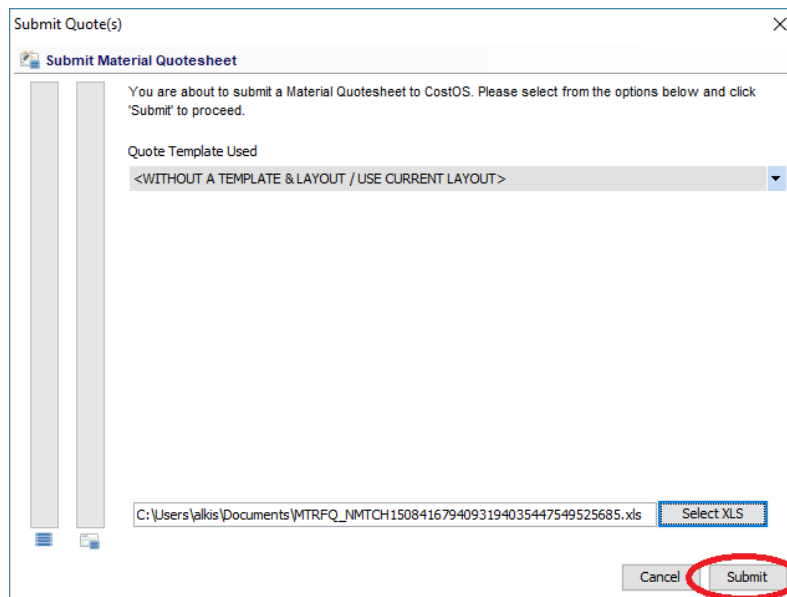 Submit Quote(s)
Submit Material Quotesheet
You are about to submit a Material Quotesheet to CostOS. Please select from the options below and click
'Submit' to proceed.
Quote Template Used
<WITHOUT A TEMPLATE & LAYOUT / USE CURRENT LAYOUT>
C:\Users\alkis\Documents\MTRFQ_NMTCH1508416794093194035447549525685.xls
Select XLS
Cancel
Submit